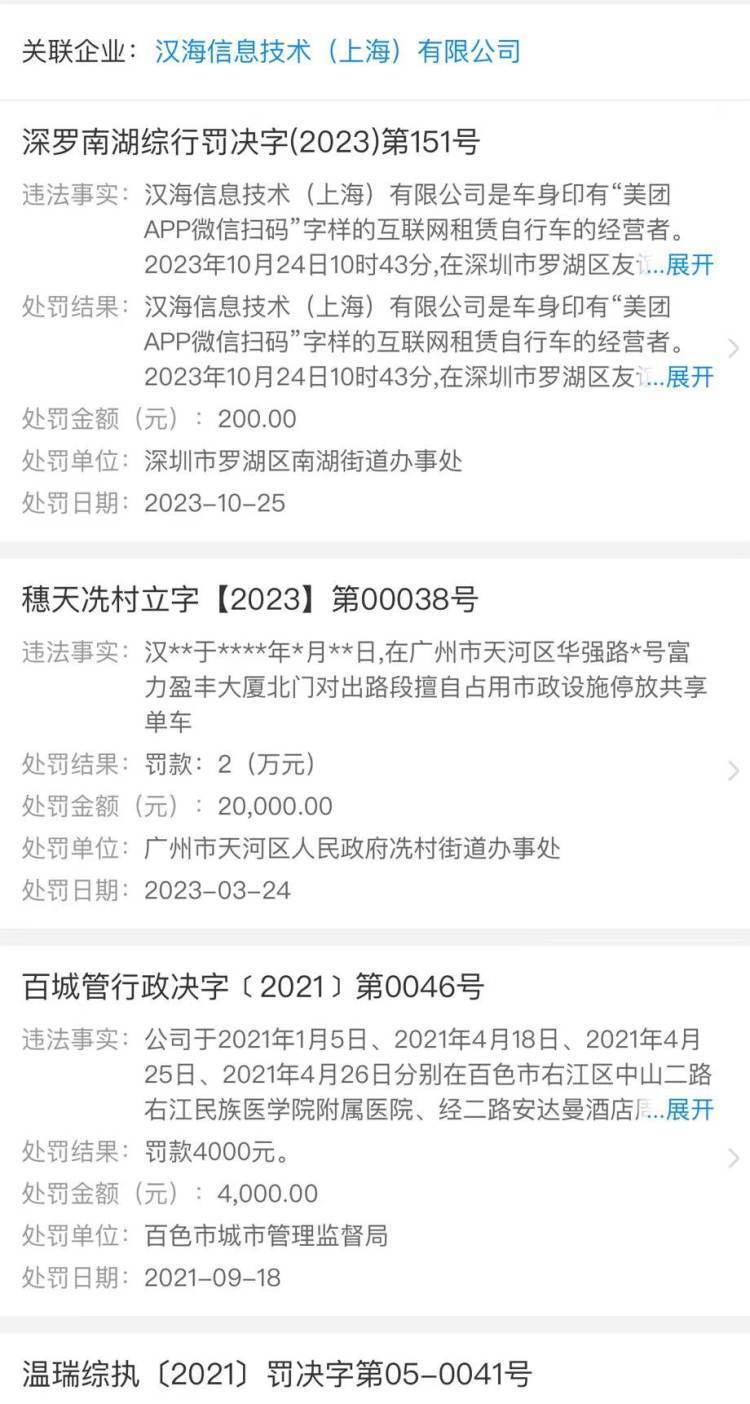 关联企业：汉海信息技术（上海）有限公司
深罗南湖综行罚决字(2023)第151号
违法事实：汉海信息技术（上海）有限公司是车身印有“美团
APP微信扫码”字样的互联网租赁自行车的经营者。
2023年10月24日10时43分,在深圳市罗湖区友...展开
处罚结果：汉海信息技术（上海）有限公司是车身印有“美团
APP微信扫码”字样的互联网租赁自行车的经营者。
2023年10月24日10时43分,在深圳市罗湖区友...展开
处罚金额（元）：200.00
处罚单位：深圳市罗湖区南湖街道办事处
处罚日期：2023-10-25
穗天冼村立字【2023】第00038号
违法事实：汉**于****年*月**日,在广州市天河区华强路*号富
力盈丰大厦北门对出路段擅自占用市政设施停放共享
单车
处罚结果：罚款：2（万元）
处罚金额（元）：20,000.00
处罚单位：广州市天河区人民政府冼村街道办事处
处罚日期：2023-03-24
百城管行政决字﹝2021﹞第0046号
违法事实：公司于2021年1月5日、2021年4月18日、2021年4月
25日、2021年4月26日分别在百色市右江区中山二路
右江民族医学院附属医院、经二路安达曼酒店...展开
处罚结果：罚款4000元。
处罚金额（元）：4,000.00
处罚单位：百色市城市管理监督局
处罚日期：2021-09-18
温瑞综执〔2021〕罚决字第05-0041号